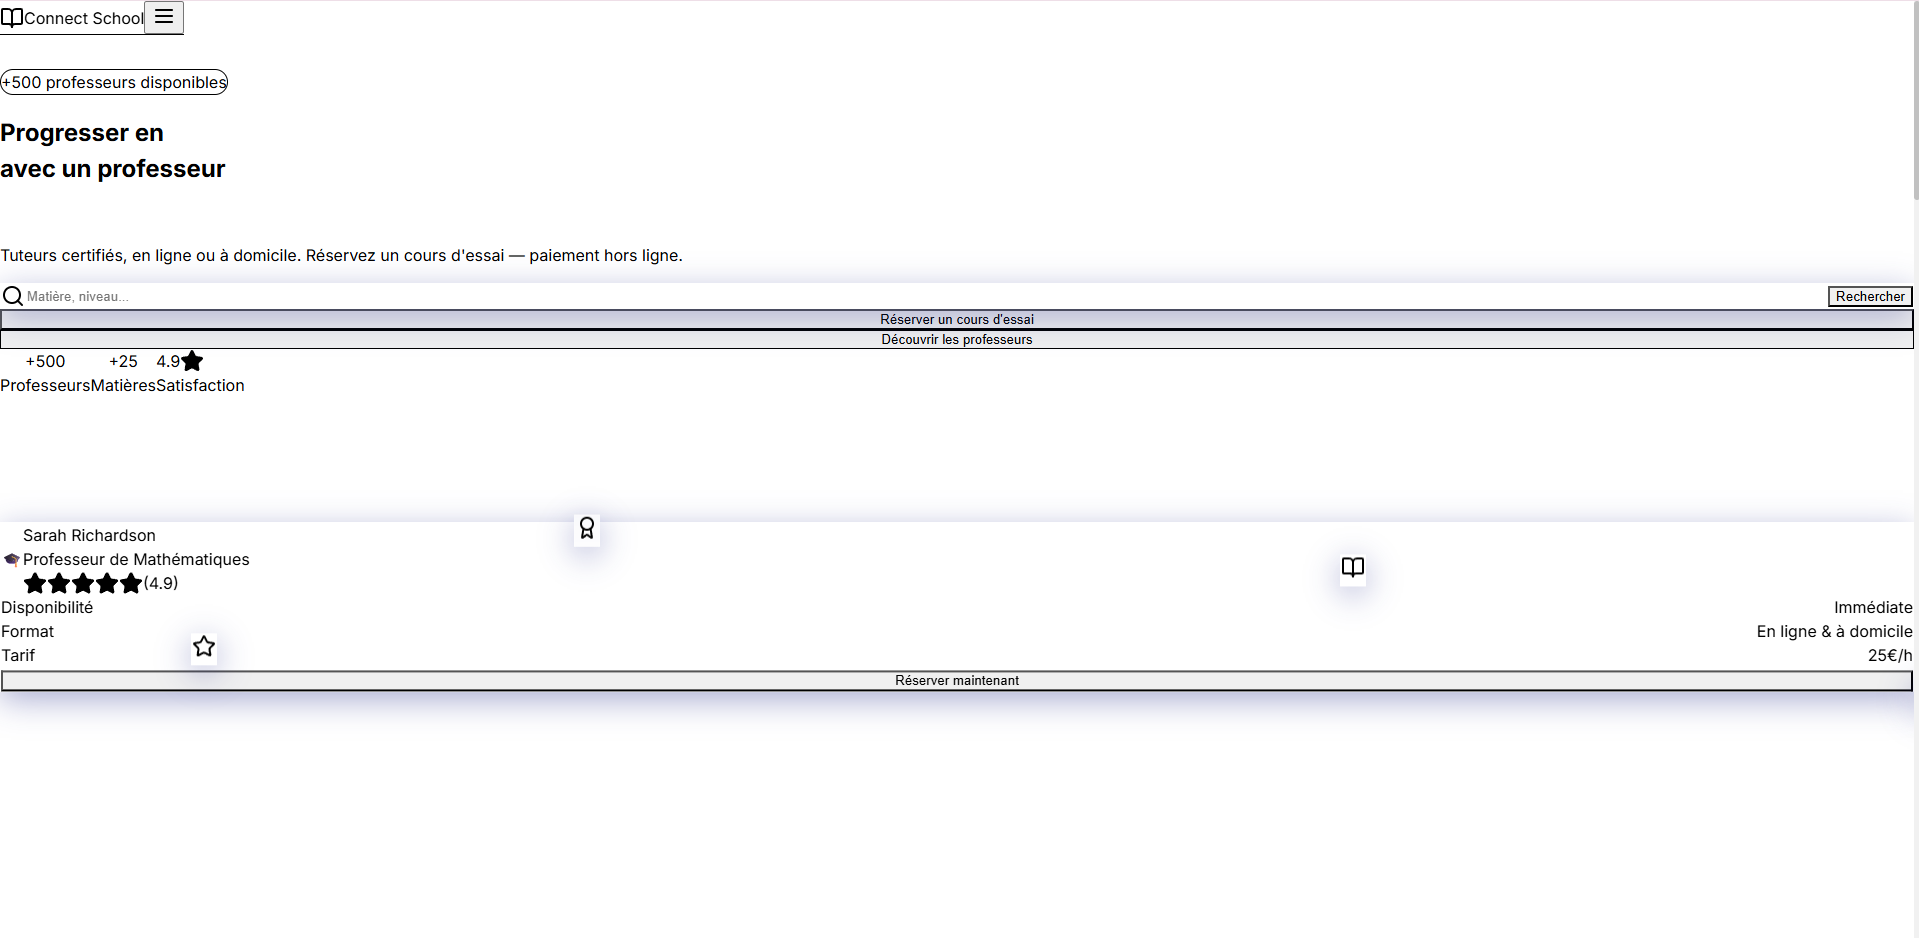 Connect School
+500 professeurs disponibles
Progresser en
avec un professeur
Tuteurs certifiés, en ligne ou à domicile. Réservez un cours d'essai — paiement hors ligne.
Matière, niveau... Rechercher
Réserver un cours d'essai
Découvrir les professeurs
+500 +25 4.9
Professeurs Matières Satisfaction
Sarah Richardson
Professeur de Mathématiques
(4.9)
Disponibilité Immédiate
Format En ligne & à domicile
Tarif 25€/h
Réserver maintenant